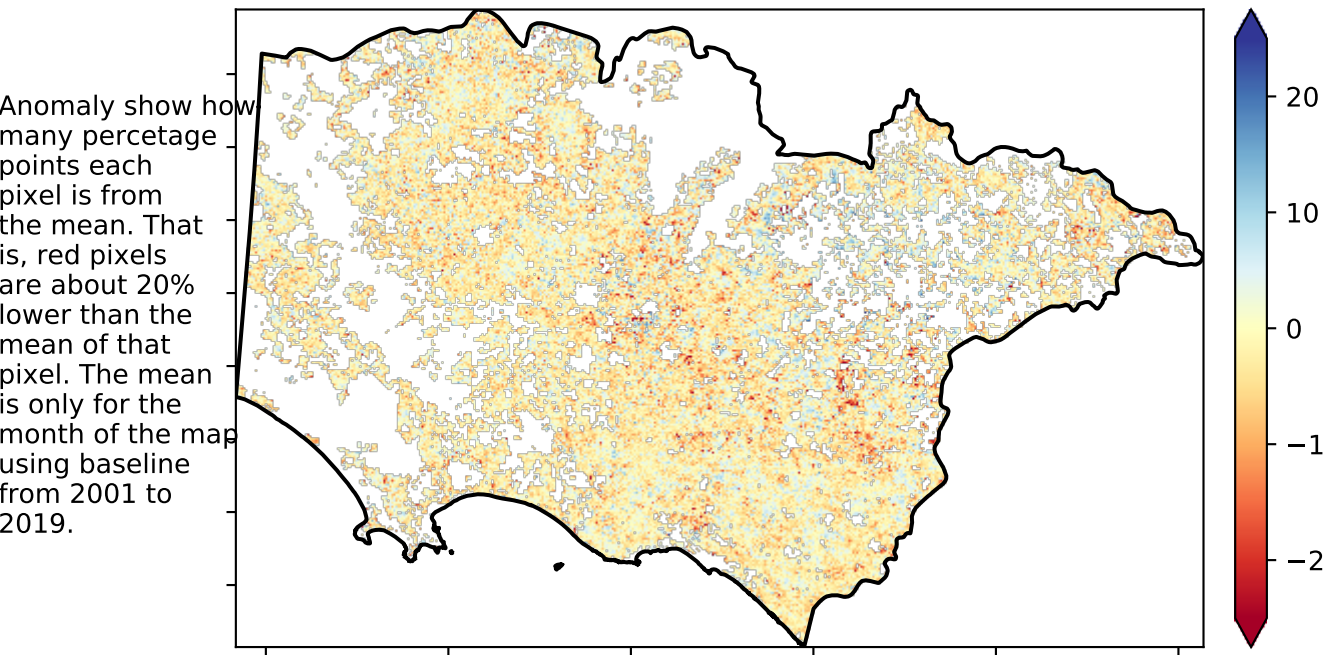 Anomaly show how
many percetage
points each
pixel is from
the mean. That
is, red pixels
are about 20%
lower than the
mean of that
pixel. The mean
is only for the
month of the map
using baseline
from 2001 to
2019.
20
10
0
−1
−2